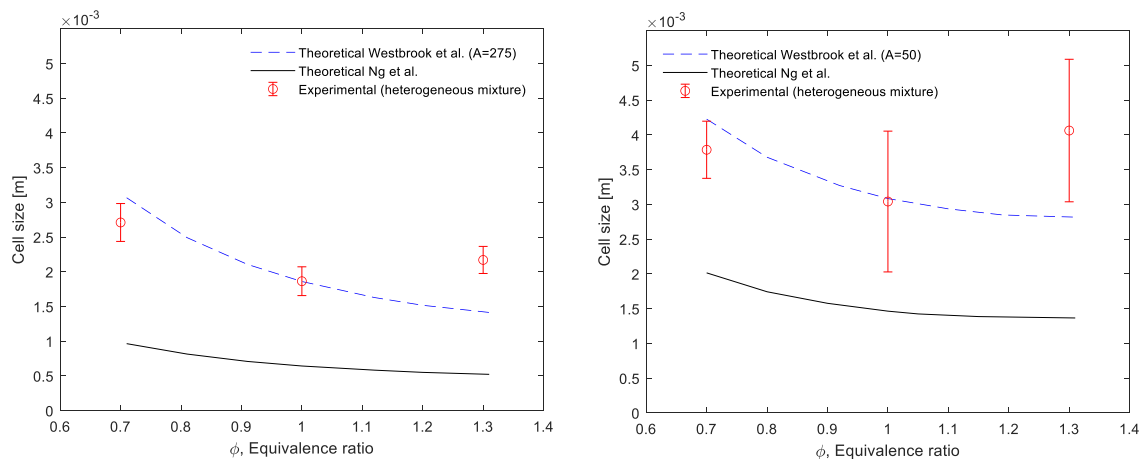 ×10⁻³
5
4.5
4
3.5
3
2.5
2
1.5
1
0.5
0
Cell size [m]
Theoretical Westbrook et al. (A=275)
Theoretical Ng et al.
Experimental (heterogeneous mixture)
0.6 0.7 0.8 0.9 1 1.1 1.2 1.3 1.4
ϕ, Equivalence ratio
×10⁻³
5
4.5
4
3.5
3
2.5
2
1.5
1
0.5
0
Cell size [m]
Theoretical Westbrook et al. (A=50)
Theoretical Ng et al.
Experimental (heterogeneous mixture)
0.6 0.7 0.8 0.9 1 1.1 1.2 1.3 1.4
ϕ, Equivalence ratio